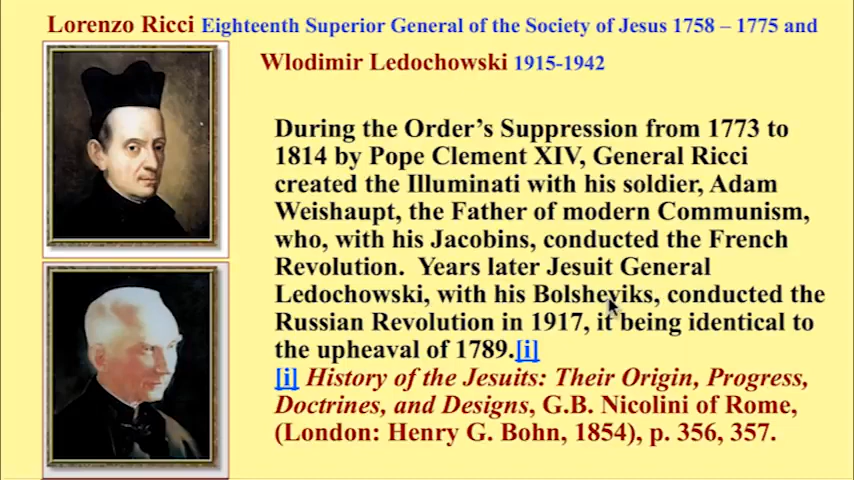 Lorenzo Ricci Eighteenth Superior General of the Society of Jesus 1758 – 1775 and
Wlodimir Ledochowski 1915-1942
During the Order's Suppression from 1773 to
1814 by Pope Clement XIV, General Ricci
created the Illuminati with his soldier, Adam
Weishaupt, the Father of modern Communism,
who, with his Jacobins, conducted the French
Revolution. Years later Jesuit General
Ledochowski, with his Bolsheviks, conducted the
Russian Revolution in 1917, it being identical to
the upheaval of 1789.[i]
[i] History of the Jesuits: Their Origin, Progress,
Doctrines, and Designs, G.B. Nicolini of Rome,
(London: Henry G. Bohn, 1854), p. 356, 357.